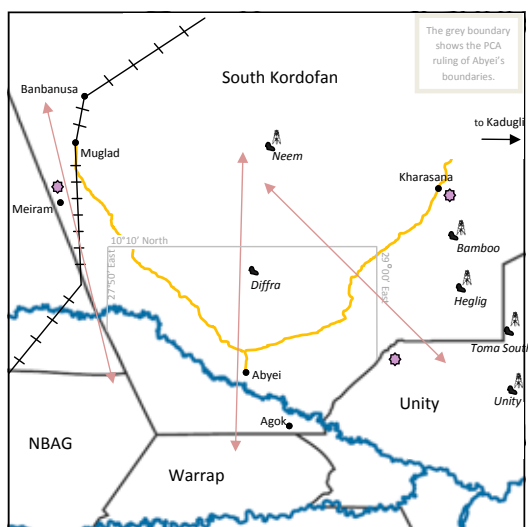 The grey boundary
shows the PCA
ruling of Abyei's
boundaries.
South Kordofan
Banbanusa
to Kadugli
Neem
Muglad
Kharasana
Meiram
Bamboo
10°10' North
27°50' East
29°00' East
Diffra
Heglig
Toma South
Abyei
Unity
Unity
Agok
NBAG
Warrap